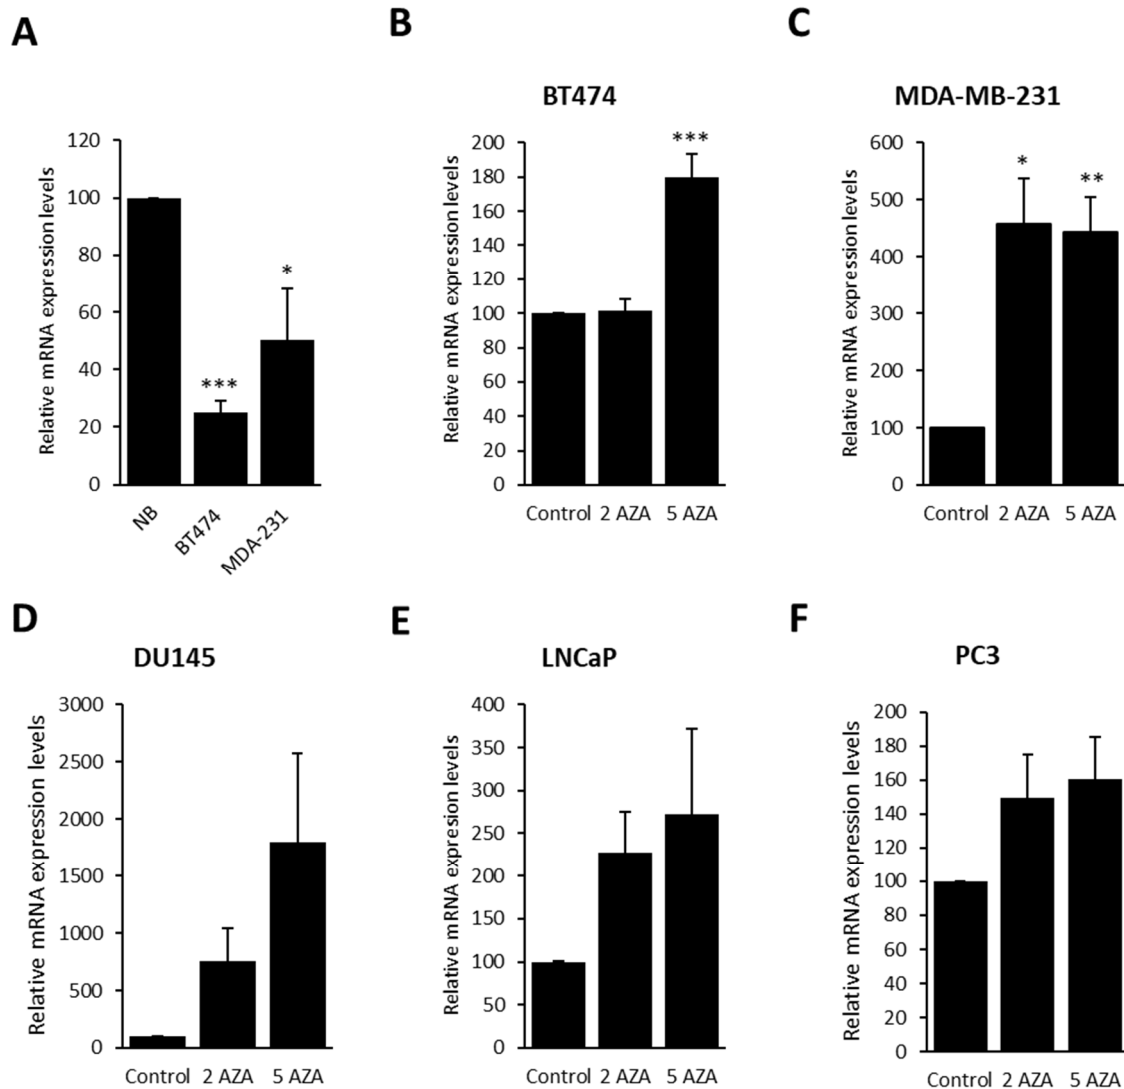 A
Relative mRNA expression levels
120
100
80
60
40
20
0
***
*
NB
BT474
MDA-231
B
BT474
Relative mRNA expression levels
200
180
160
140
120
100
80
60
40
20
0
***
Control 2 AZA 5 AZA
C
MDA-MB-231
Relative mRNA expression levels
600
500
400
300
200
100
0
*
**
Control 2 AZA 5 AZA
D
DU145
Relative mRNA expression levels
3000
2500
2000
1500
1000
500
0
Control 2 AZA 5 AZA
E
LNCaP
Relative mRNA expresion levels
400
350
300
250
200
150
100
50
0
Control 2 AZA 5 AZA
F
PC3
Relative mRNA expression levels
200
180
160
140
120
100
80
60
40
20
0
Control 2 AZA 5 AZA